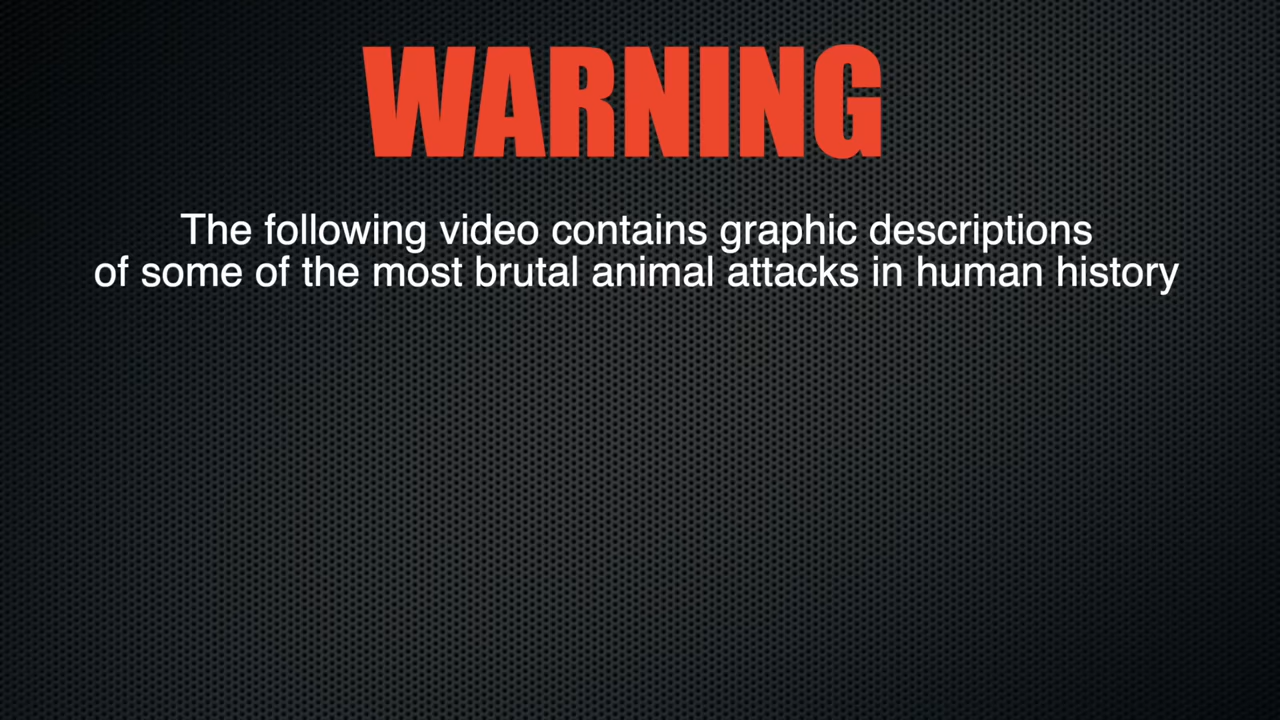 WARNING
The following video contains graphic descriptions
of some of the most brutal animal attacks in human history